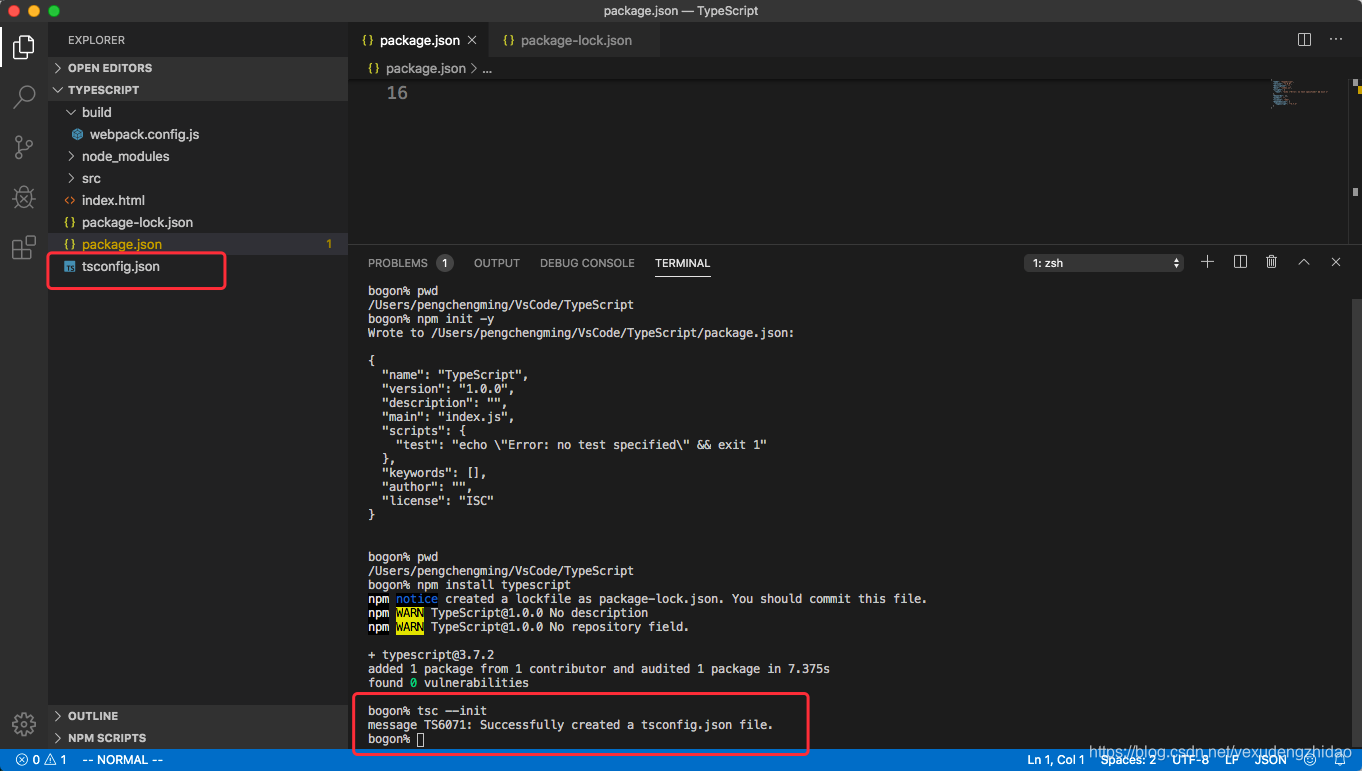 package.json — TypeScript
EXPLORER
OPEN EDITORS
TYPESCRIPT
build
webpack.config.js
node_modules
src
index.html
package-lock.json
package.json 1
tsconfig.json
OUTLINE
NPM SCRIPTS
{} package.json
{} package-lock.json
{} package.json > ...
16
PROBLEMS 1 OUTPUT DEBUG CONSOLE TERMINAL 1: zsh
bogon% pwd
/Users/pengchengming/VsCode/TypeScript
bogon% npm init -y
Wrote to /Users/pengchengming/VsCode/TypeScript/package.json:
{
"name": "TypeScript",
"version": "1.0.0",
"description": "",
"main": "index.js",
"scripts": {
"test": "echo \"Error: no test specified\" && exit 1"
},
"keywords": [],
"author": "",
"license": "ISC"
}
bogon% pwd
/Users/pengchengming/VsCode/TypeScript
bogon% npm install typescript
npm notice created a lockfile as package-lock.json. You should commit this file.
npm WARN TypeScript@1.0.0 No description
npm WARN TypeScript@1.0.0 No repository field.
+ typescript@3.7.2
added 1 package from 1 contributor and audited 1 package in 7.375s
found 0 vulnerabilities
bogon% tsc --init
message TS6071: Successfully created a tsconfig.json file.
bogon%
0 1 -- NORMAL --
Ln 1, Col 1 Spaces: 2 UTF-8 LF JSON
https://blog.csdn.net/yexudengzhidao